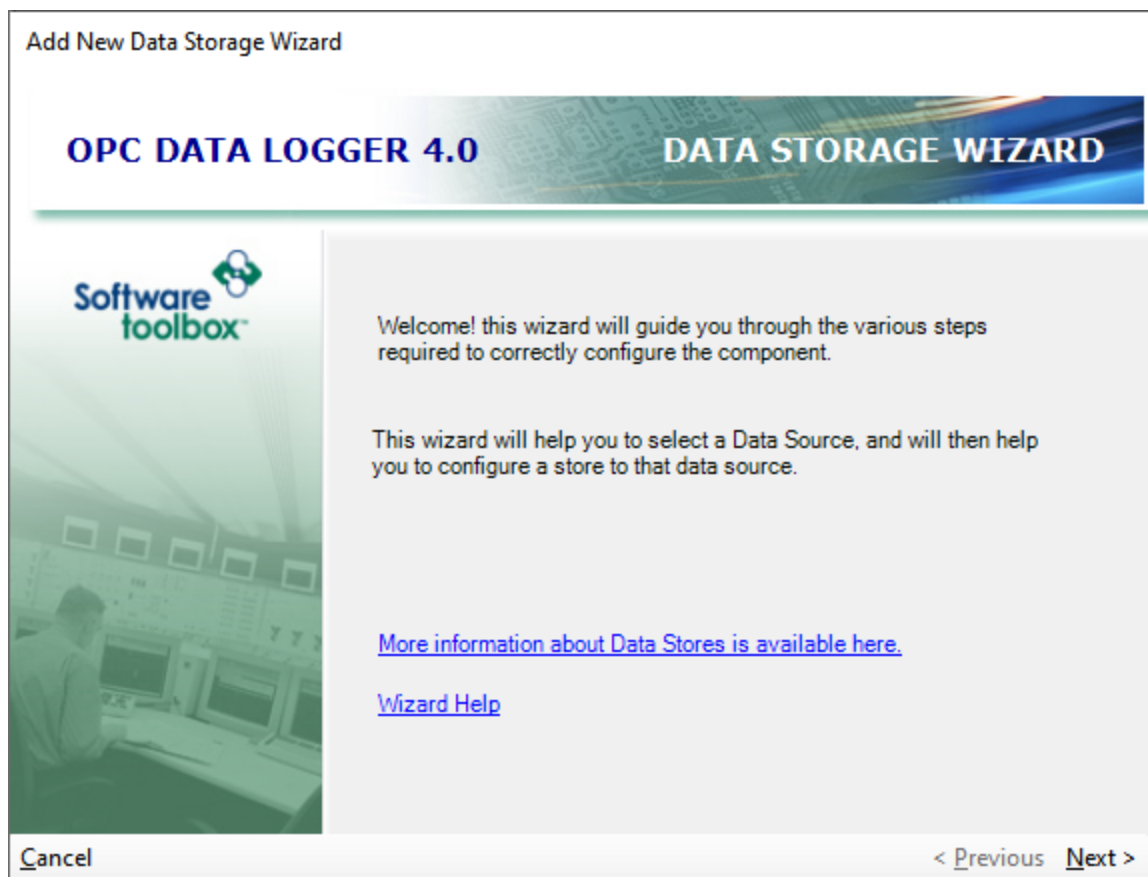 Add New Data Storage Wizard
OPC DATA LOGGER 4.0
DATA STORAGE WIZARD
Software
toolbox™
Welcome! this wizard will guide you through the various steps
required to correctly configure the component.
This wizard will help you to select a Data Source, and will then help
you to configure a store to that data source.
More information about Data Stores is available here.
Wizard Help
Cancel
< Previous
Next >